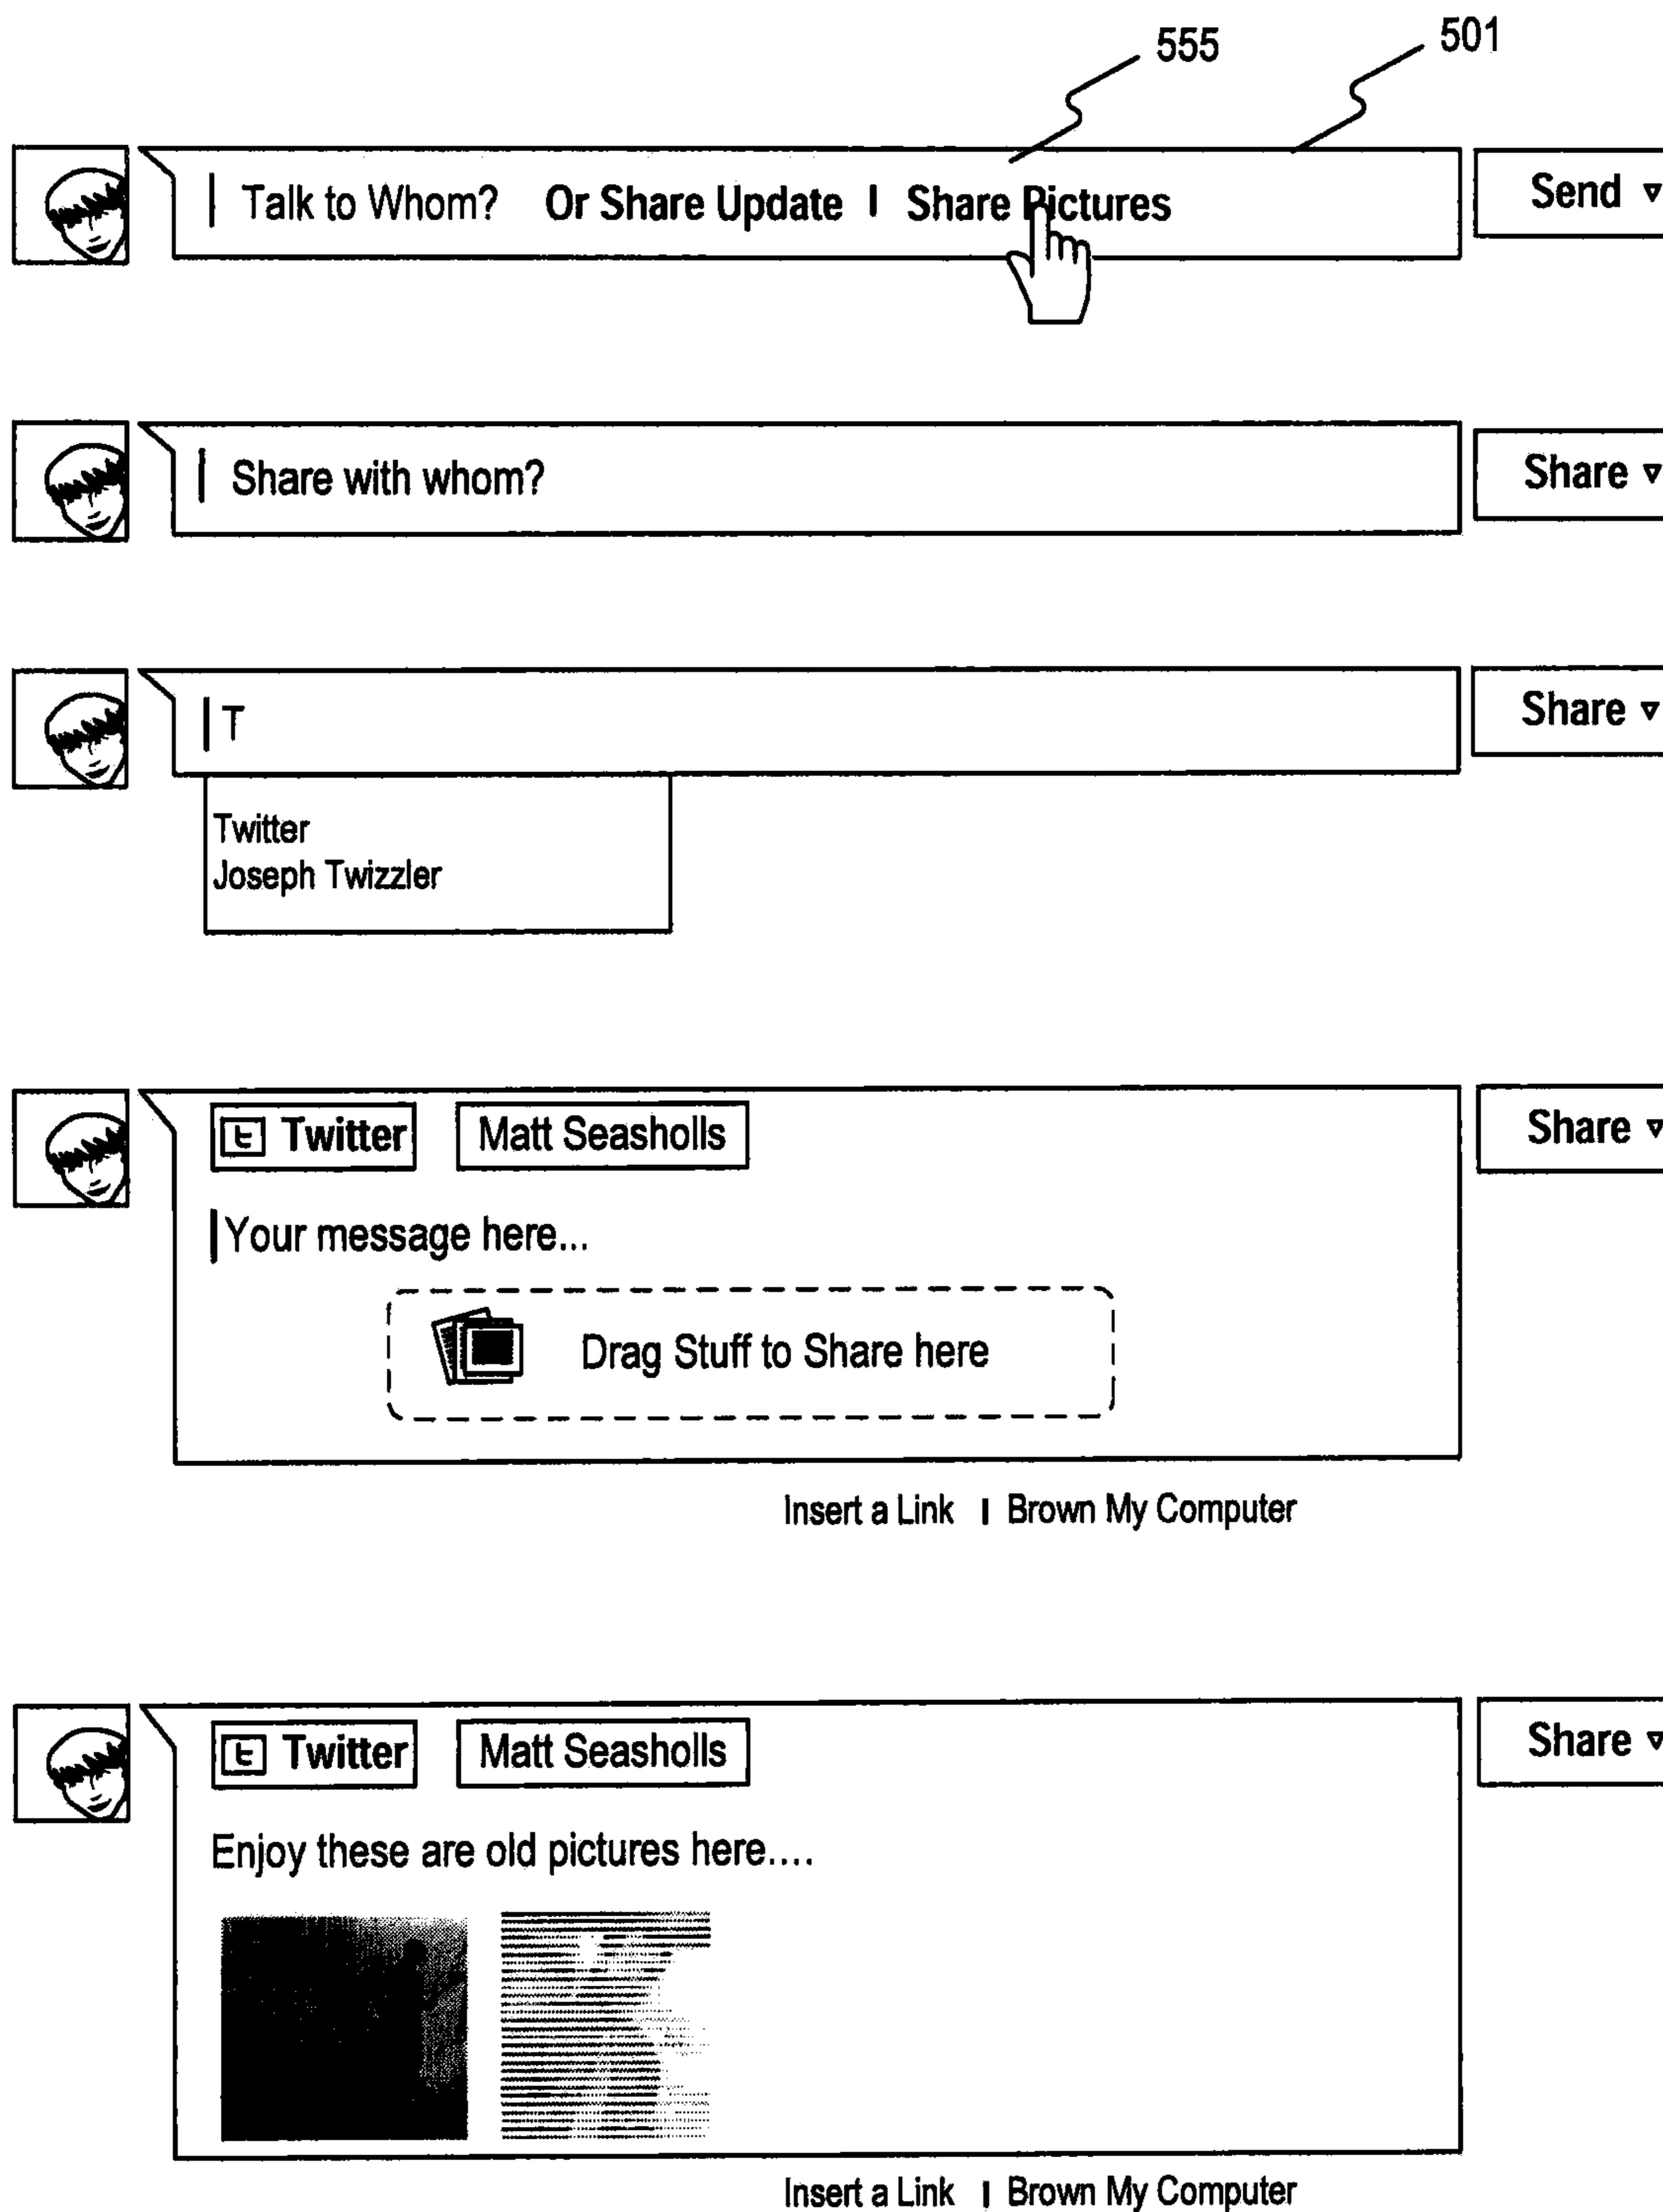 555 501
Talk to Whom? Or Share Update | Share Pictures Send ▿
Share with whom? Share ▿
T Share ▿
Twitter
Joseph Twizzler
t Twitter Matt Seasholls Share ▿
Your message here...
Drag Stuff to Share here
Insert a Link | Brown My Computer
t Twitter Matt Seasholls Share ▿
Enjoy these are old pictures here....
Insert a Link | Brown My Computer